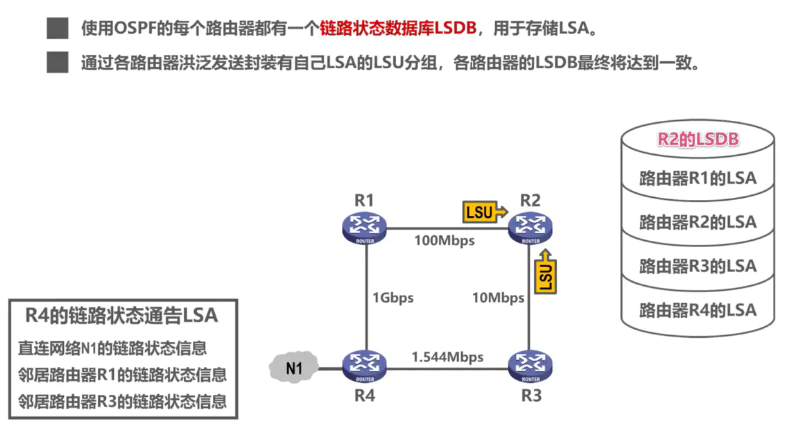 使用OSPF的每个路由器都有一个链路状态数据库LSDB，用于存储LSA。
通过各路由器洪泛发送封装有自己LSA的LSU分组，各路由器的LSDB最终将达到一致。
R2的LSDB
路由器R1的LSA
路由器R2的LSA
路由器R3的LSA
路由器R4的LSA
R1
LSU
R2
ROUTER
100Mbps
ROUTER
LSU
1Gbps
10Mbps
R4的链路状态通告LSA
直连网络N1的链路状态信息
邻居路由器R1的链路状态信息
邻居路由器R3的链路状态信息
N1
1.544Mbps
ROUTER
ROUTER
R4
R3